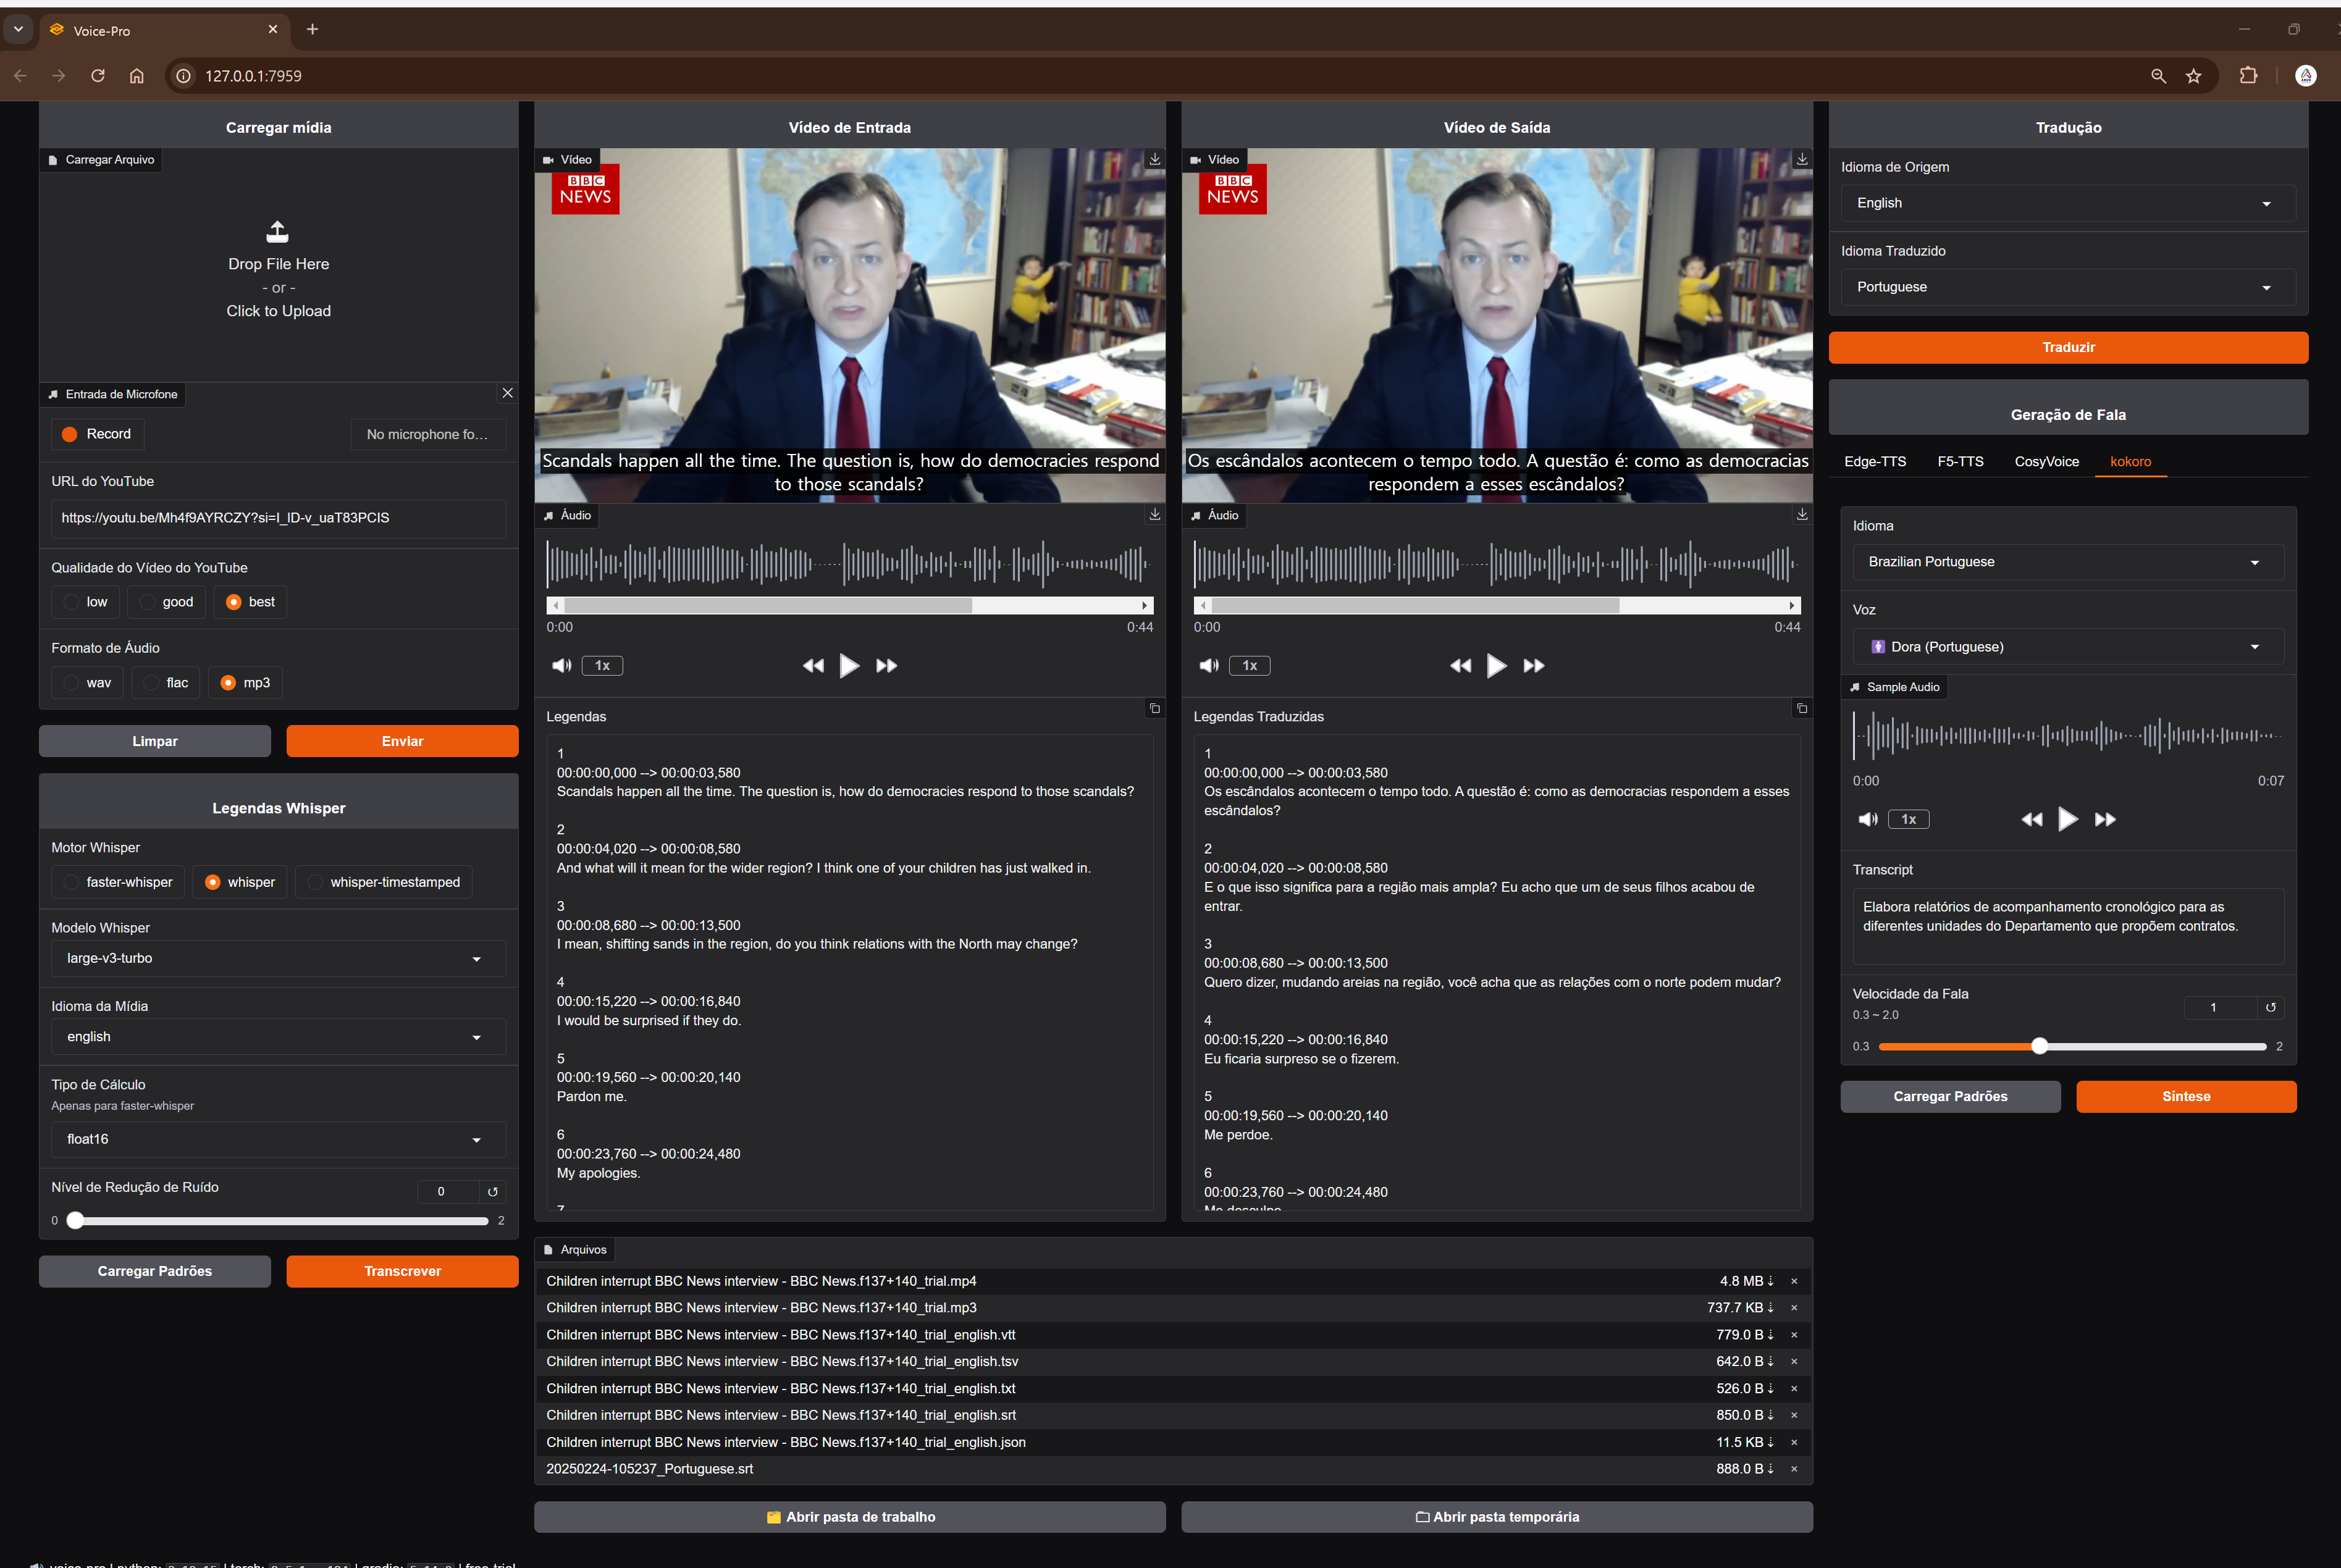 Voice-Pro
127.0.0.1:7959
Carregar mídia
Carregar Arquivo
Drop File Here
- or -
Click to Upload
Entrada de Microfone
Record
No microphone fo…
URL do YouTube
https://youtu.be/Mh4f9AYRCZY?si=I_ID-v_uaT83PCIS
Qualidade do Vídeo do YouTube
low
good
best
Formato de Áudio
wav
flac
mp3
Limpar
Enviar
Legendas Whisper
Motor Whisper
faster-whisper
whisper
whisper-timestamped
Modelo Whisper
large-v3-turbo
Idioma da Mídia
english
Tipo de Cálculo
Apenas para faster-whisper
float16
Nível de Redução de Ruído
0
0
2
Carregar Padrões
Transcrever
Vídeo de Entrada
Vídeo
BBC
NEWS
Scandals happen all the time. The question is, how do democracies respond
to those scandals?
Áudio
0:00
0:44
1x
Legendas
1
00:00:00,000 --> 00:00:03,580
Scandals happen all the time. The question is, how do democracies respond to those scandals?
2
00:00:04,020 --> 00:00:08,580
And what will it mean for the wider region? I think one of your children has just walked in.
3
00:00:08,680 --> 00:00:13,500
I mean, shifting sands in the region, do you think relations with the North may change?
4
00:00:15,220 --> 00:00:16,840
I would be surprised if they do.
5
00:00:19,560 --> 00:00:20,140
Pardon me.
6
00:00:23,760 --> 00:00:24,480
My apologies.
7
Vídeo de Saída
Vídeo
BBC
NEWS
Os escândalos acontecem o tempo todo. A questão é: como as democracias
respondem a esses escândalos?
Áudio
0:00
0:44
1x
Legendas Traduzidas
1
00:00:00,000 --> 00:00:03,580
Os escândalos acontecem o tempo todo. A questão é: como as democracias respondem a esses
escândalos?
2
00:00:04,020 --> 00:00:08,580
E o que isso significa para a região mais ampla? Eu acho que um de seus filhos acabou de
entrar.
3
00:00:08,680 --> 00:00:13,500
Quero dizer, mudando areias na região, você acha que as relações com o norte podem mudar?
4
00:00:15,220 --> 00:00:16,840
Eu ficaria surpreso se o fizerem.
5
00:00:19,560 --> 00:00:20,140
Me perdoe.
6
00:00:23,760 --> 00:00:24,480
Me desculpe
Arquivos
Children interrupt BBC News interview - BBC News.f137+140_trial.mp4 4.8 MB ⇣ ×
Children interrupt BBC News interview - BBC News.f137+140_trial.mp3 737.7 KB ⇣ ×
Children interrupt BBC News interview - BBC News.f137+140_trial_english.vtt 779.0 B ⇣ ×
Children interrupt BBC News interview - BBC News.f137+140_trial_english.tsv 642.0 B ⇣ ×
Children interrupt BBC News interview - BBC News.f137+140_trial_english.txt 526.0 B ⇣ ×
Children interrupt BBC News interview - BBC News.f137+140_trial_english.srt 850.0 B ⇣ ×
Children interrupt BBC News interview - BBC News.f137+140_trial_english.json 11.5 KB ⇣ ×
20250224-105237_Portuguese.srt 888.0 B ⇣ ×
Abrir pasta de trabalho
Abrir pasta temporária
Tradução
Idioma de Origem
English
Idioma Traduzido
Portuguese
Traduzir
Geração de Fala
Edge-TTS
F5-TTS
CosyVoice
kokoro
Idioma
Brazilian Portuguese
Voz
Dora (Portuguese)
Sample Audio
0:00
0:07
1x
Transcript
Elabora relatórios de acompanhamento cronológico para as
diferentes unidades do Departamento que propõem contratos.
Velocidade da Fala
0.3 ~ 2.0
1
0.3
2
Carregar Padrões
Síntese